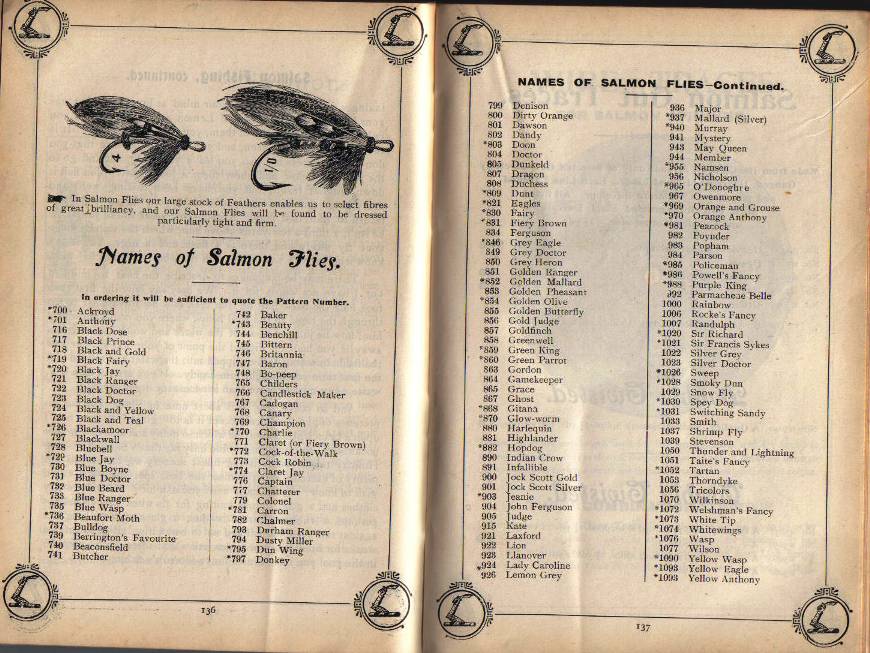 4
1/0
☛ In Salmon Flies our large stock of Feathers enables us to select fibres
of great brilliancy, and our Salmon Flies will be found to be dressed
particularly tight and firm.
Names of Salmon Flies.
In ordering it will be sufficient to quote the Pattern Number.
*700 Ackroyd
*701 Anthony
716 Black Dose
717 Black Prince
718 Black and Gold
*719 Black Fairy
*720 Black Jay
721 Black Ranger
722 Black Doctor
723 Black Dog
724 Black and Yellow
725 Black and Teal
*726 Blackamoor
727 Blackwall
728 Bluebell
*729 Blue Jay
730 Blue Boyne
731 Blue Doctor
732 Blue Beard
733 Blue Ranger
735 Blue Wasp
*736 Beaufort Moth
737 Bulldog
739 Berrington's Favourite
740 Beaconsfield
741 Butcher
742 Baker
*743 Beauty
744 Benchill
745 Bittern
746 Britannia
747 Baron
748 Bo-peep
765 Childers
766 Candlestick Maker
767 Cadogan
768 Canary
769 Champion
*770 Charlie
771 Claret (or Fiery Brown)
*772 Cock-of-the-Walk
773 Cock Robin
*774 Claret Jay
776 Captain
777 Chatterer
779 Colonel
*781 Carron
782 Chalmer
793 Durham Ranger
794 Dusty Miller
*795 Dun Wing
*797 Donkey
136
NAMES OF SALMON FLIES—Continued.
799 Denison
800 Dirty Orange
801 Dawson
802 Dandy
*803 Doon
804 Doctor
805 Dunkeld
807 Dragon
808 Duchess
*809 Dunt
*821 Eagles
*830 Fairy
*831 Fiery Brown
834 Ferguson
*846 Grey Eagle
849 Grey Doctor
850 Grey Heron
851 Golden Ranger
*852 Golden Mallard
853 Golden Pheasant
*854 Golden Olive
855 Golden Butterfly
856 Gold Judge
857 Goldfinch
858 Greenwell
*859 Green King
*860 Green Parrot
863 Gordon
864 Gamekeeper
865 Grace
867 Ghost
*868 Gitana
*870 Glow-worm
880 Harlequin
881 Highlander
*882 Hopdog
890 Indian Crow
891 Infallible
900 Jock Scott Gold
901 Jock Scott Silver
*903 Jeanie
904 John Ferguson
905 Judge
915 Kate
921 Laxford
922 Lion
923 Llanover
*924 Lady Caroline
926 Lemon Grey
936 Major
*937 Mallard (Silver)
*940 Murray
941 Mystery
943 May Queen
944 Member
*955 Namsen
956 Nicholson
*965 O'Donoghue
967 Owenmore
*969 Orange and Grouse
*970 Orange Anthony
*981 Peacock
982 Poynder
983 Popham
984 Parson
*985 Policeman
*986 Powell's Fancy
*988 Purple King
992 Parmachene Belle
1000 Rainbow
1006 Rocke's Fancy
1007 Randulph
*1020 Sir Richard
*1021 Sir Francis Sykes
1022 Silver Grey
1023 Silver Doctor
*1026 Sweep
*1028 Smoky Dun
1029 Snow Fly
*1030 Spey Dog
*1031 Switching Sandy
1033 Smith
1037 Shrimp Fly
1039 Stevenson
1050 Thunder and Lightning
1051 Taite's Fancy
*1052 Tartan
1053 Thorndyke
1056 Tricolors
1070 Wilkinson
*1072 Welshman's Fancy
*1073 White Tip
*1074 Whitewings
*1076 Wasp
1077 Wilson
*1090 Yellow Wasp
*1093 Yellow Eagle
*1093 Yellow Anthony
137